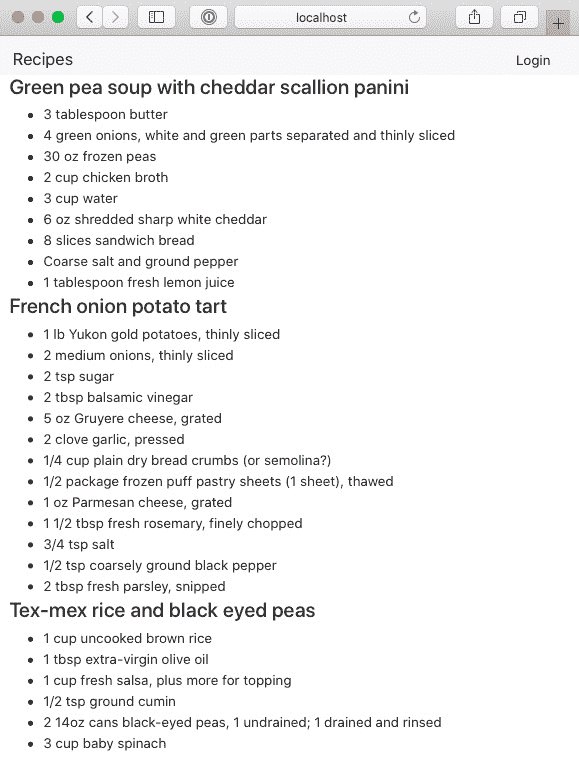 localhost
Recipes
Login
Green pea soup with cheddar scallion panini
3 tablespoon butter
4 green onions, white and green parts separated and thinly sliced
30 oz frozen peas
2 cup chicken broth
3 cup water
6 oz shredded sharp white cheddar
8 slices sandwich bread
Coarse salt and ground pepper
1 tablespoon fresh lemon juice
French onion potato tart
1 lb Yukon gold potatoes, thinly sliced
2 medium onions, thinly sliced
2 tsp sugar
2 tbsp balsamic vinegar
5 oz Gruyere cheese, grated
2 clove garlic, pressed
1/4 cup plain dry bread crumbs (or semolina?)
1/2 package frozen puff pastry sheets (1 sheet), thawed
1 oz Parmesan cheese, grated
1 1/2 tbsp fresh rosemary, finely chopped
3/4 tsp salt
1/2 tsp coarsely ground black pepper
2 tbsp fresh parsley, snipped
Tex-mex rice and black eyed peas
1 cup uncooked brown rice
1 tbsp extra-virgin olive oil
1 cup fresh salsa, plus more for topping
1/2 tsp ground cumin
2 14oz cans black-eyed peas, 1 undrained; 1 drained and rinsed
3 cup baby spinach